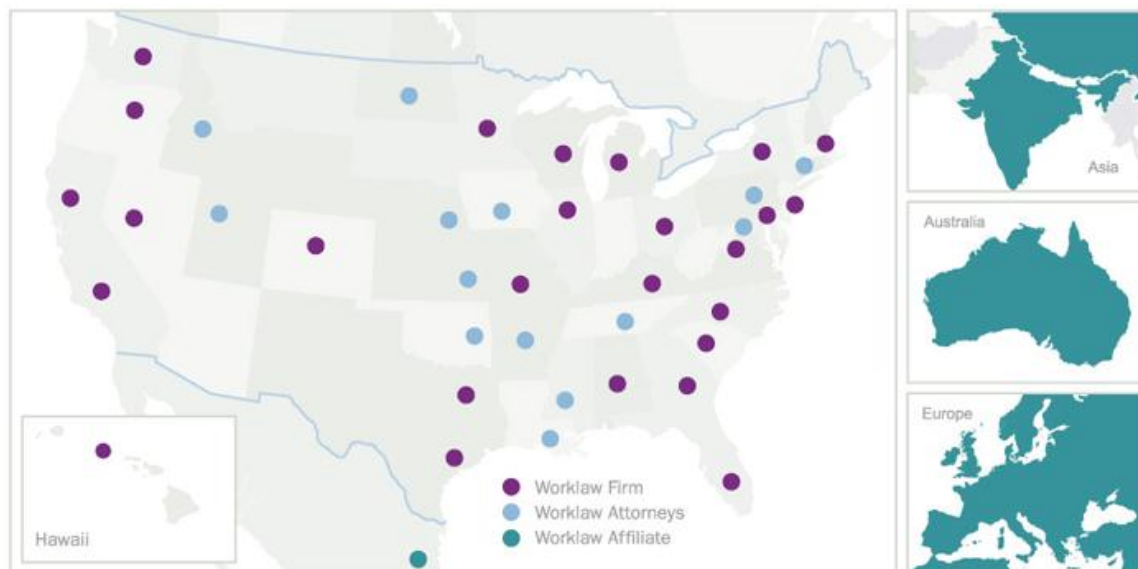 Asia
Australia
Europe
Worklaw Firm
Worklaw Attorneys
Worklaw Affiliate
Hawaii